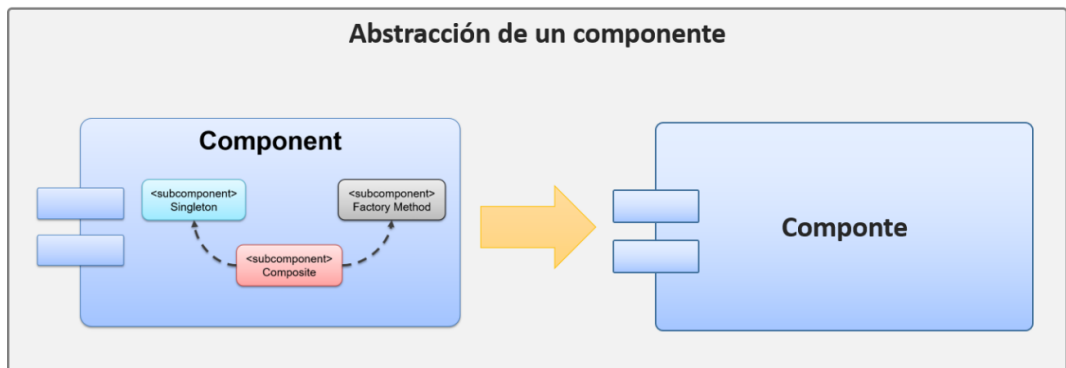 Abstracción de un componente
Component
<subcomponent>
Singleton
<subcomponent>
Factory Method
<subcomponent>
Composite
Componte